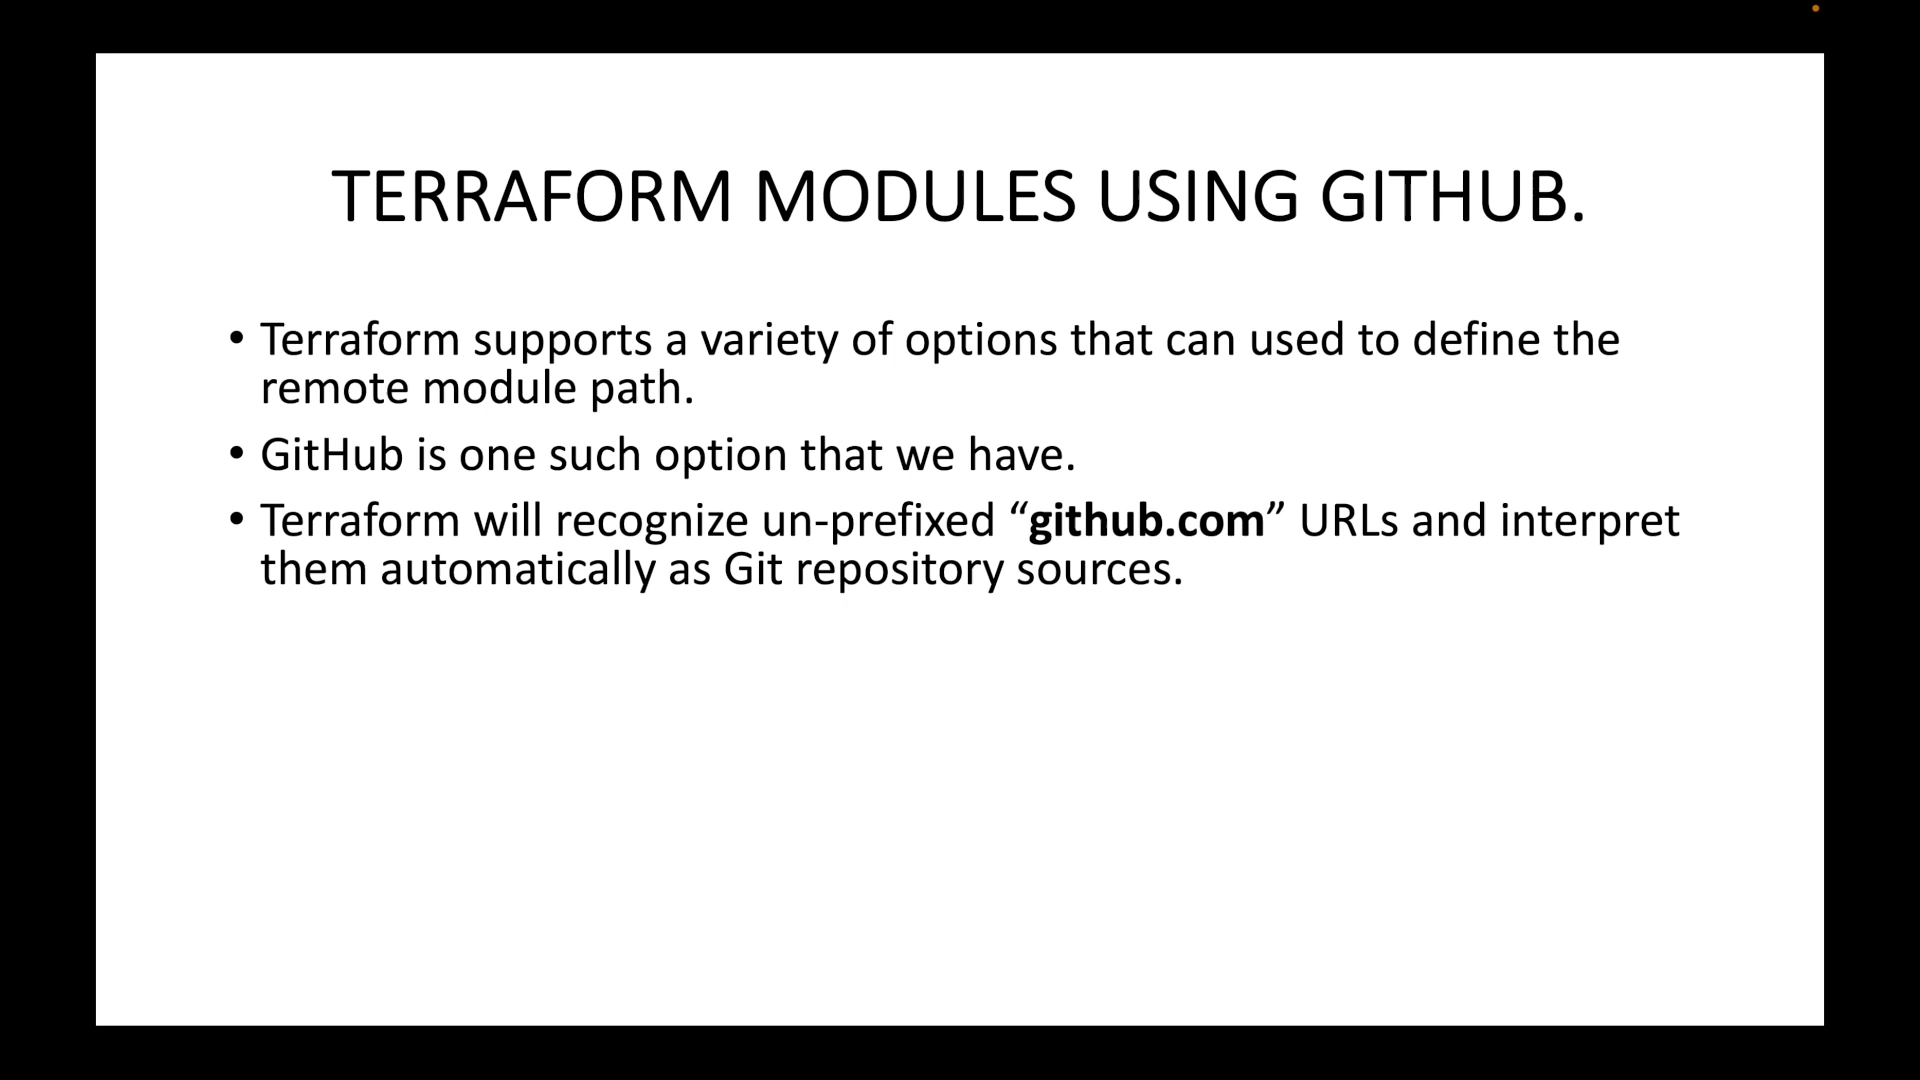 TERRAFORM MODULES USING GITHUB.
• Terraform supports a variety of options that can used to define the
remote module path.
• GitHub is one such option that we have.
• Terraform will recognize un-prefixed “github.com” URLs and interpret
them automatically as Git repository sources.